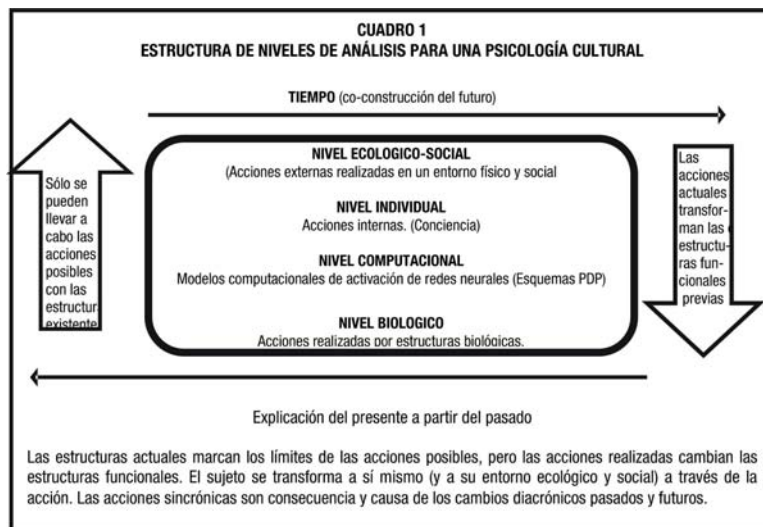 CUADRO 1
ESTRUCTURA DE NIVELES DE ANÁLISIS PARA UNA PSICOLOGÍA CULTURAL
TIEMPO (co-construcción del futuro)
Sólo se
pueden
llevar a
cabo las
acciones
posibles
con las
estructura
existente
NIVEL ECOLOGICO-SOCIAL
(Acciones externas realizadas en un entorno físico y social
NIVEL INDIVIDUAL
Acciones internas. (Conciencia)
NIVEL COMPUTACIONAL
Modelos computacionales de activación de redes neurales (Esquemas PDP)
NIVEL BIOLOGICO
Acciones realizadas por estructuras biológicas.
Las
acciones
actuales
transfor-
man las
estructu-
ras fun-
cionales
previas
Explicación del presente a partir del pasado
Las estructuras actuales marcan los límites de las acciones posibles, pero las acciones realizadas cambian las
estructuras funcionales. El sujeto se transforma a sí mismo (y a su entorno ecológico y social) a través de la
acción. Las acciones sincrónicas son consecuencia y causa de los cambios diacrónicos pasados y futuros.